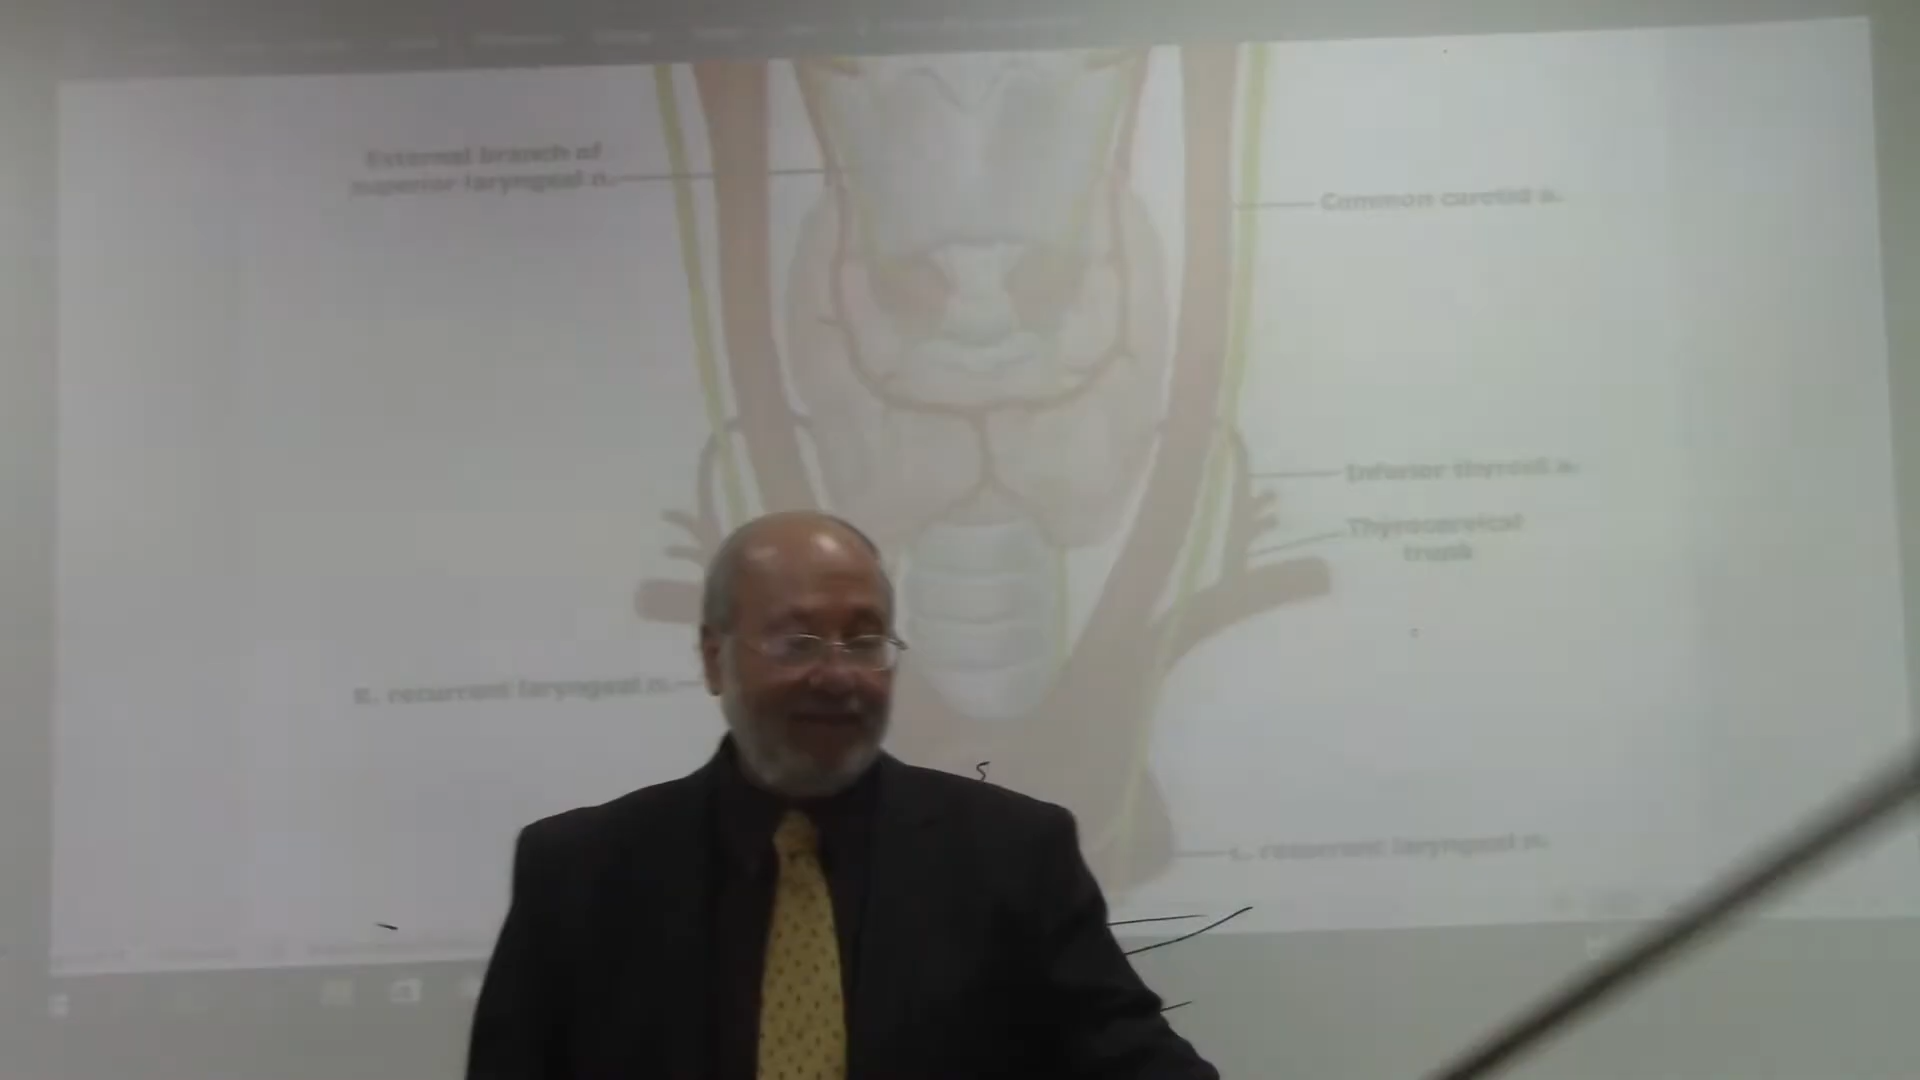 External branch of
superior laryngeal n.
Common carotid a.
Inferior thyroid a.
Thyrocervical
trunk
R. recurrent laryngeal n.
L. recurrent laryngeal n.